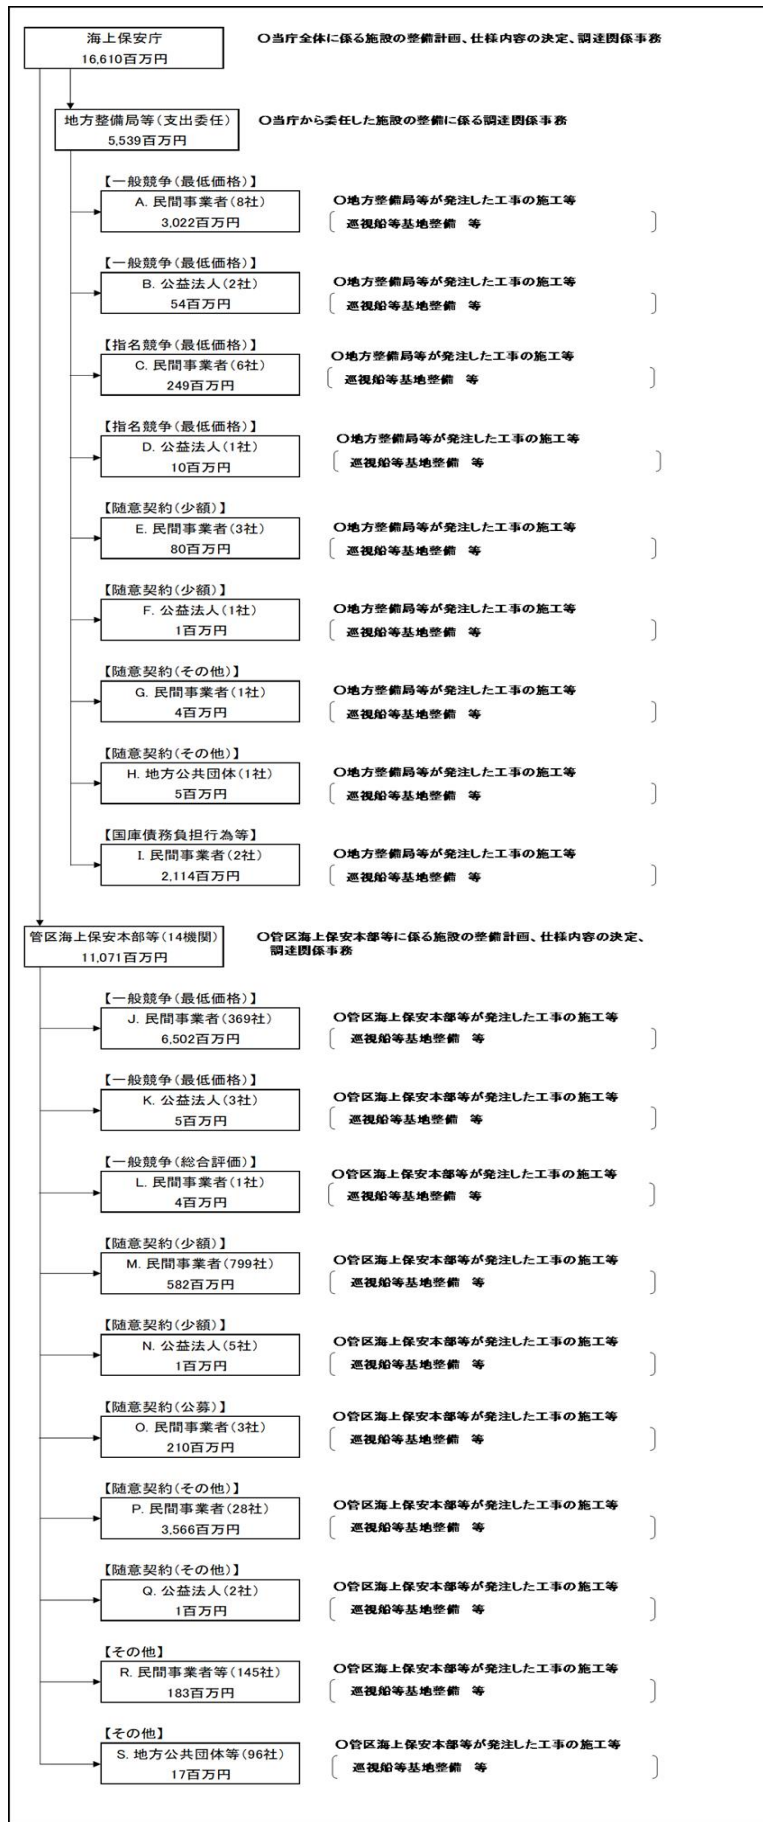 海上保安庁
16,610百万円
〇当庁全体に係る施設の整備計画、仕様内容の決定、調達関係事務
地方整備局等(支出委任)
5,539百万円
〇当庁から委任した施設の整備に係る調達関係事務
【一般競争(最低価格)】
A. 民間事業者(8社)
3,022百万円
〇地方整備局等が発注した工事の施工等
巡視船等基地整備 等
【一般競争(最低価格)】
B. 公益法人(2社)
54百万円
〇地方整備局等が発注した工事の施工等
巡視船等基地整備 等
【指名競争(最低価格)】
C. 民間事業者(6社)
249百万円
〇地方整備局等が発注した工事の施工等
巡視船等基地整備 等
【指名競争(最低価格)】
D. 公益法人(1社)
10百万円
〇地方整備局等が発注した工事の施工等
巡視船等基地整備 等
【随意契約(少額)】
E. 民間事業者(3社)
80百万円
〇地方整備局等が発注した工事の施工等
巡視船等基地整備 等
【随意契約(少額)】
F. 公益法人(1社)
1百万円
〇地方整備局等が発注した工事の施工等
巡視船等基地整備 等
【随意契約(その他)】
G. 民間事業者(1社)
4百万円
〇地方整備局等が発注した工事の施工等
巡視船等基地整備 等
【随意契約(その他)】
H. 地方公共団体(1社)
5百万円
〇地方整備局等が発注した工事の施工等
巡視船等基地整備 等
【国庫債務負担行為等】
I. 民間事業者(2社)
2,114百万円
〇地方整備局等が発注した工事の施工等
巡視船等基地整備 等
管区海上保安本部等(14機関)
11,071百万円
〇管区海上保安本部等に係る施設の整備計画、仕様内容の決定、
調達関係事務
【一般競争(最低価格)】
J. 民間事業者(369社)
6,502百万円
〇管区海上保安本部等が発注した工事の施工等
巡視船等基地整備 等
【一般競争(最低価格)】
K. 公益法人(3社)
5百万円
〇管区海上保安本部等が発注した工事の施工等
巡視船等基地整備 等
【一般競争(総合評価)】
L. 民間事業者(1社)
4百万円
〇管区海上保安本部等が発注した工事の施工等
巡視船等基地整備 等
【随意契約(少額)】
M. 民間事業者(799社)
582百万円
〇管区海上保安本部等が発注した工事の施工等
巡視船等基地整備 等
【随意契約(少額)】
N. 公益法人(5社)
1百万円
〇管区海上保安本部等が発注した工事の施工等
巡視船等基地整備 等
【随意契約(公募)】
O. 民間事業者(3社)
210百万円
〇管区海上保安本部等が発注した工事の施工等
巡視船等基地整備 等
【随意契約(その他)】
P. 民間事業者(28社)
3,566百万円
〇管区海上保安本部等が発注した工事の施工等
巡視船等基地整備 等
【随意契約(その他)】
Q. 公益法人(2社)
1百万円
〇管区海上保安本部等が発注した工事の施工等
巡視船等基地整備 等
【その他】
R. 民間事業者等(145社)
183百万円
〇管区海上保安本部等が発注した工事の施工等
巡視船等基地整備 等
【その他】
S. 地方公共団体等(96社)
17百万円
〇管区海上保安本部等が発注した工事の施工等
巡視船等基地整備 等